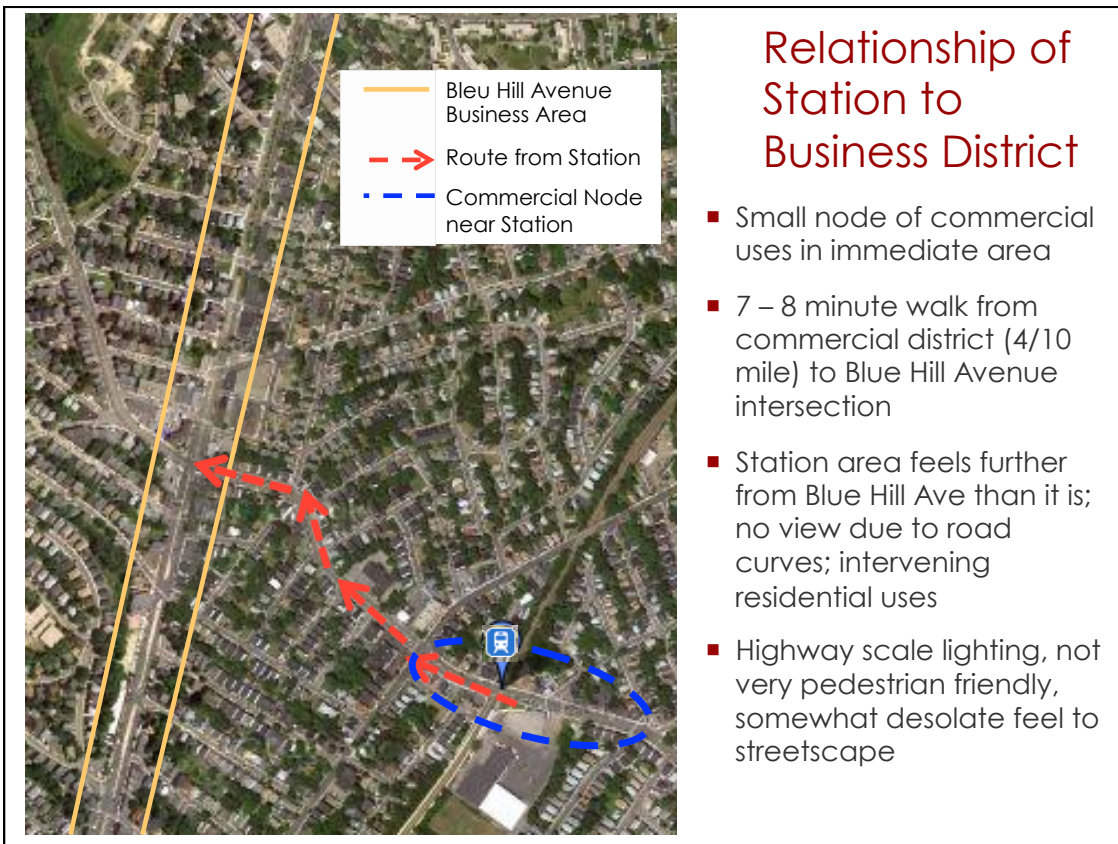 Bleu Hill Avenue
Business Area
Route from Station
Commercial Node
near Station
Relationship of
Station to
Business District
Small node of commercial
uses in immediate area
7 – 8 minute walk from
commercial district (4/10
mile) to Blue Hill Avenue
intersection
Station area feels further
from Blue Hill Ave than it is;
no view due to road
curves; intervening
residential uses
Highway scale lighting, not
very pedestrian friendly,
somewhat desolate feel to
streetscape